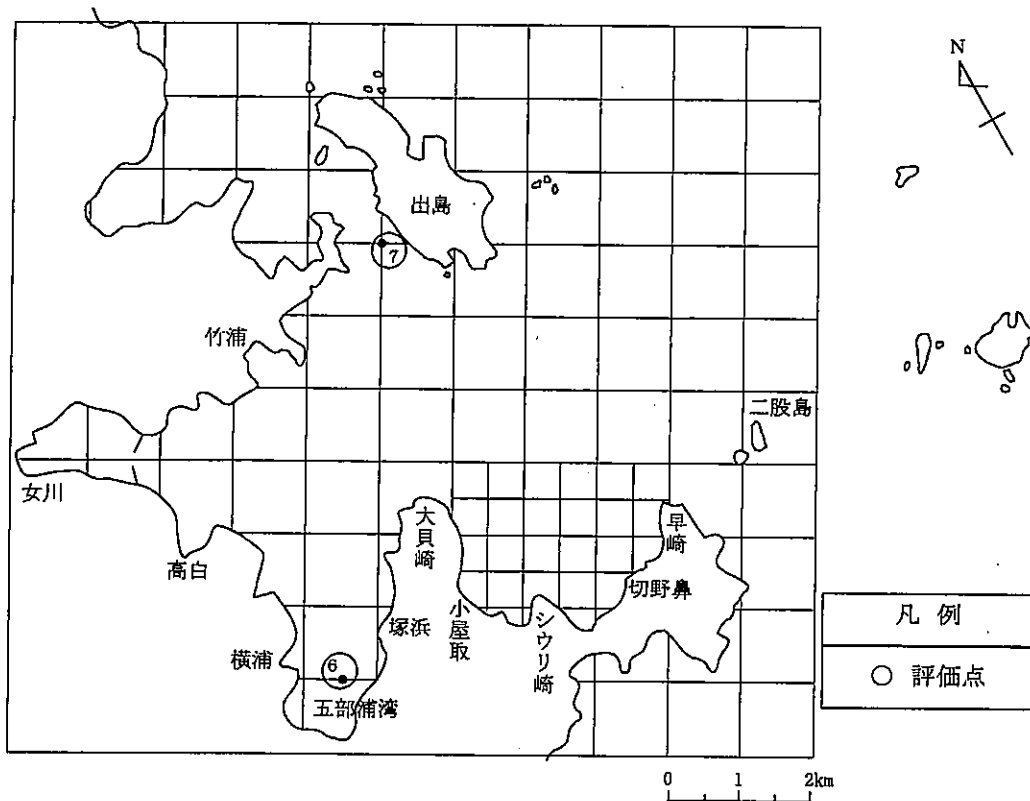 N
出島
7
竹浦
二股島
女川
大貝崎
早崎
高白
切野鼻
小屋取
シウリ崎
塚浜
横浦
6
五部浦湾
凡例
○ 評価点
0 1 2km